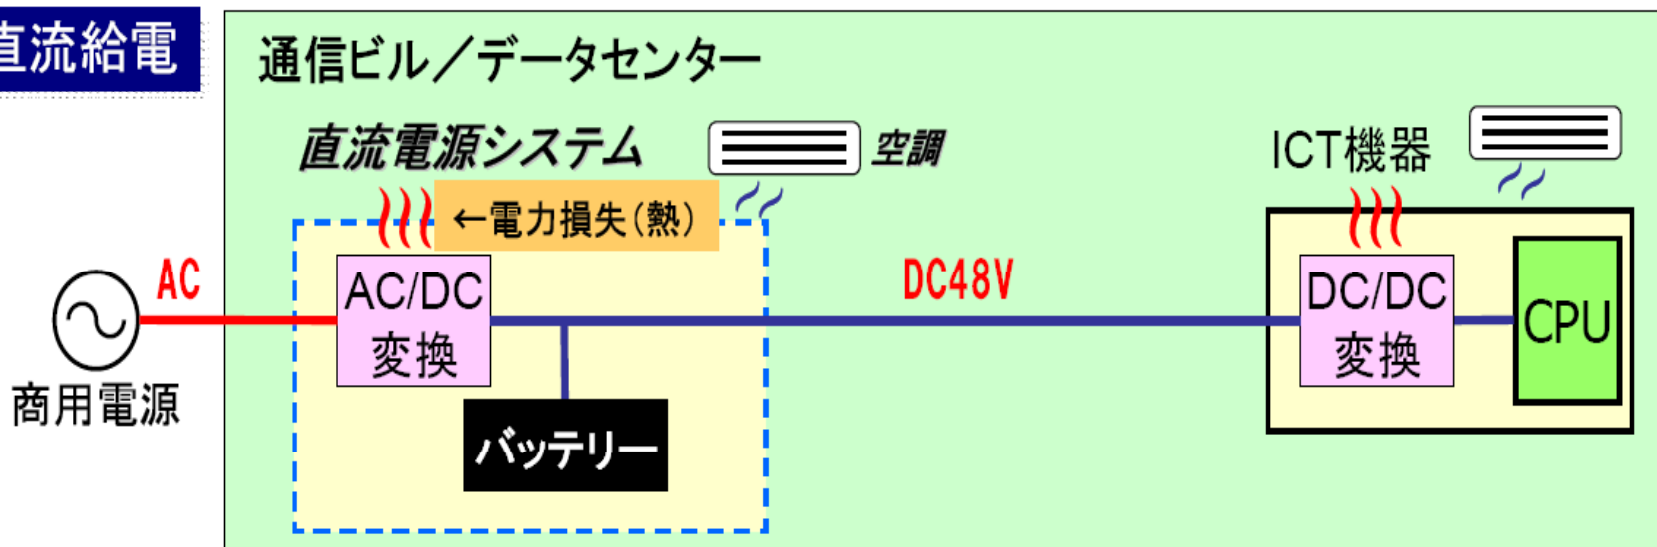 直流給電
通信ビル／データセンター
直流電源システム
空調
ICT機器
←電力損失（熱）
AC
AC/DC
変換
DC48V
DC/DC
変換
CPU
商用電源
バッテリー